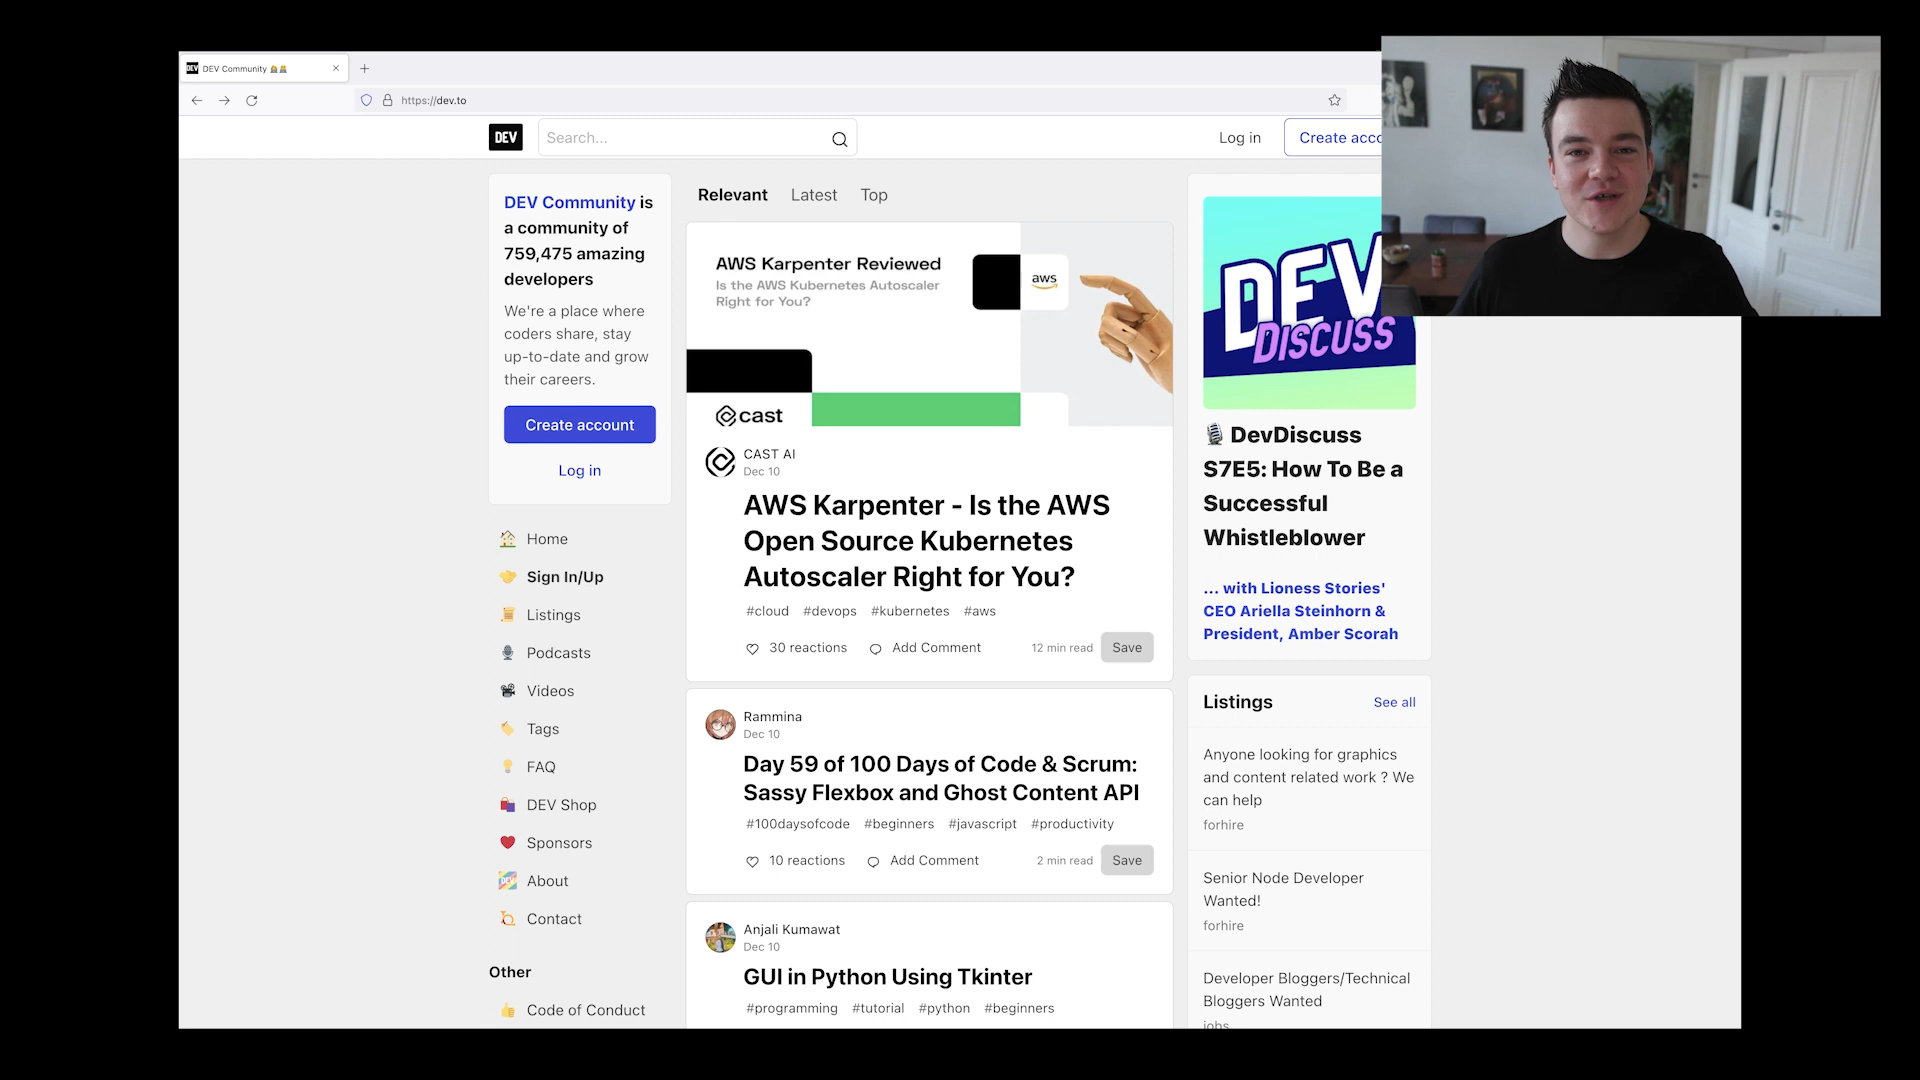 DEV DEV Community
https://dev.to
DEV
Search...
Log in
Create acco
DEV Community is
a community of
759,475 amazing
developers
We're a place where
coders share, stay
up-to-date and grow
their careers.
Create account
Log in
Home
Sign In/Up
Listings
Podcasts
Videos
Tags
FAQ
DEV Shop
Sponsors
About
Contact
Other
Code of Conduct
Relevant Latest Top
AWS Karpenter Reviewed
Is the AWS Kubernetes Autoscaler
Right for You?
aws
cast
CAST AI
Dec 10
AWS Karpenter - Is the AWS
Open Source Kubernetes
Autoscaler Right for You?
#cloud #devops #kubernetes #aws
30 reactions Add Comment 12 min read Save
Rammina
Dec 10
Day 59 of 100 Days of Code & Scrum:
Sassy Flexbox and Ghost Content API
#100daysofcode #beginners #javascript #productivity
10 reactions Add Comment 2 min read Save
Anjali Kumawat
Dec 10
GUI in Python Using Tkinter
#programming #tutorial #python #beginners
DEV
DISCUSS
DevDiscuss
S7E5: How To Be a
Successful
Whistleblower
... with Lioness Stories'
CEO Ariella Steinhorn &
President, Amber Scorah
Listings See all
Anyone looking for graphics
and content related work ? We
can help
forhire
Senior Node Developer
Wanted!
forhire
Developer Bloggers/Technical
Bloggers Wanted
jobs